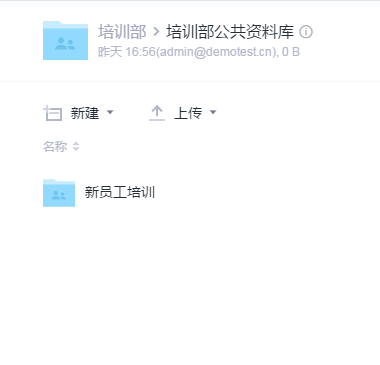 培训部 > 培训部公共资料库
昨天 16:56(admin@demotest.cn), 0 B
新建 上传
名称
新员工培训